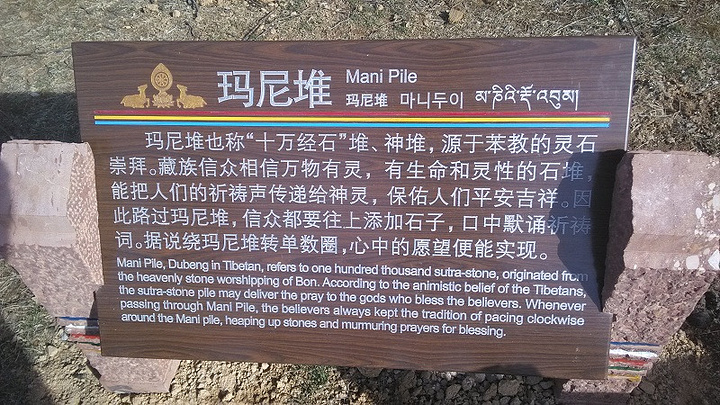 玛尼堆
Mani Pile
玛尼堆 마니두이 མ་ཎིའི་རྡོ་འབུམ།
玛尼堆也称“十万经石”堆、神堆，源于苯教的灵石
崇拜。藏族信众相信万物有灵，有生命和灵性的石堆，
能把人们的祈祷声传递给神灵，保佑人们平安吉祥。因
此路过玛尼堆，信众都要往上添加石子，口中默诵祈祷
词。据说绕玛尼堆转单数圈，心中的愿望便能实现。
Mani Pile, Dubeng in Tibetan, refers to one hundred thousand sutra-stone, originated from
the heavenly stone worshipping of Bon. According to the animistic belief of the Tibetans,
the sutra-stone pile may deliver the pray to the gods who bless the believers. Whenever
passing through Mani Pile, the believers always kept the tradition of pacing clockwise
around the Mani pile, heaping up stones and murmuring prayers for blessing.